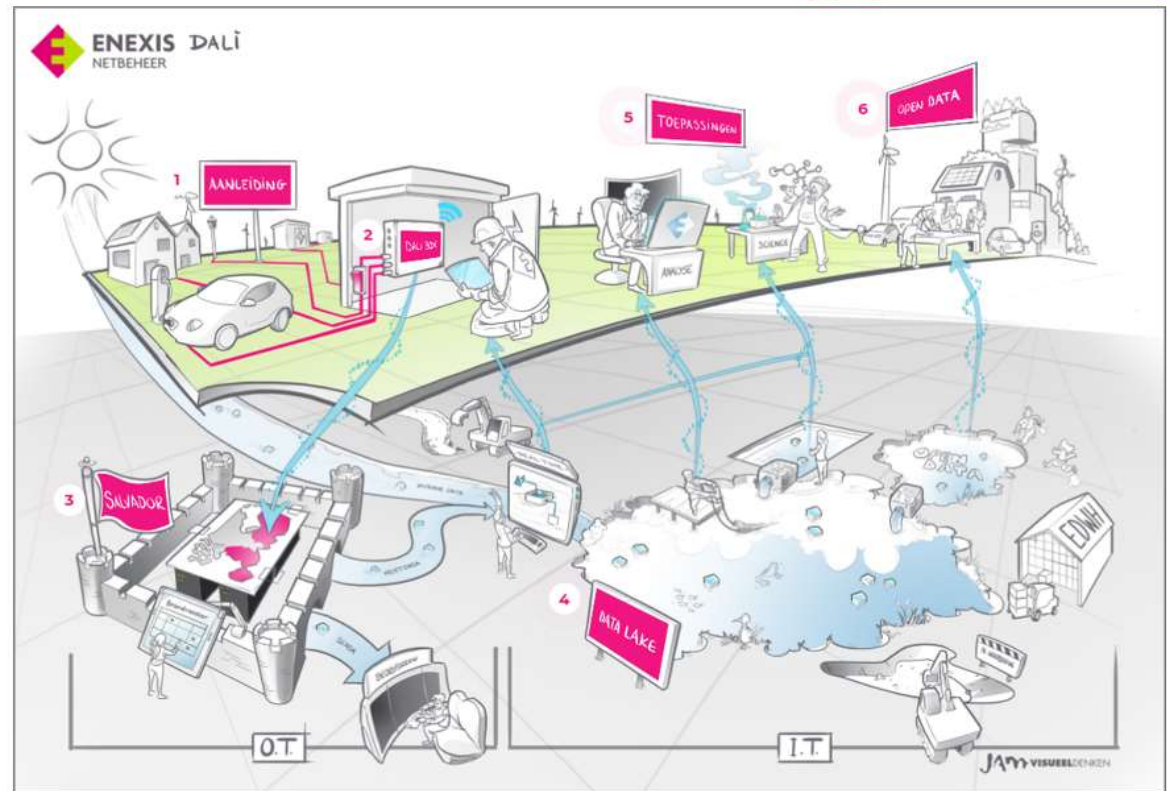 ENEXIS DALI
NETBEHEER
1
AANLEIDING
2
DALI BOX
5
TOEPASSINGEN
6
OPEN DATA
ANALYSE
SCIENCE
3
SALVADOR
HISTORIA
SCADA
4
DATA LAKE
OPEN
DATA
EDWH
O.T.
I.T.
JAM VISUEELDENKEN